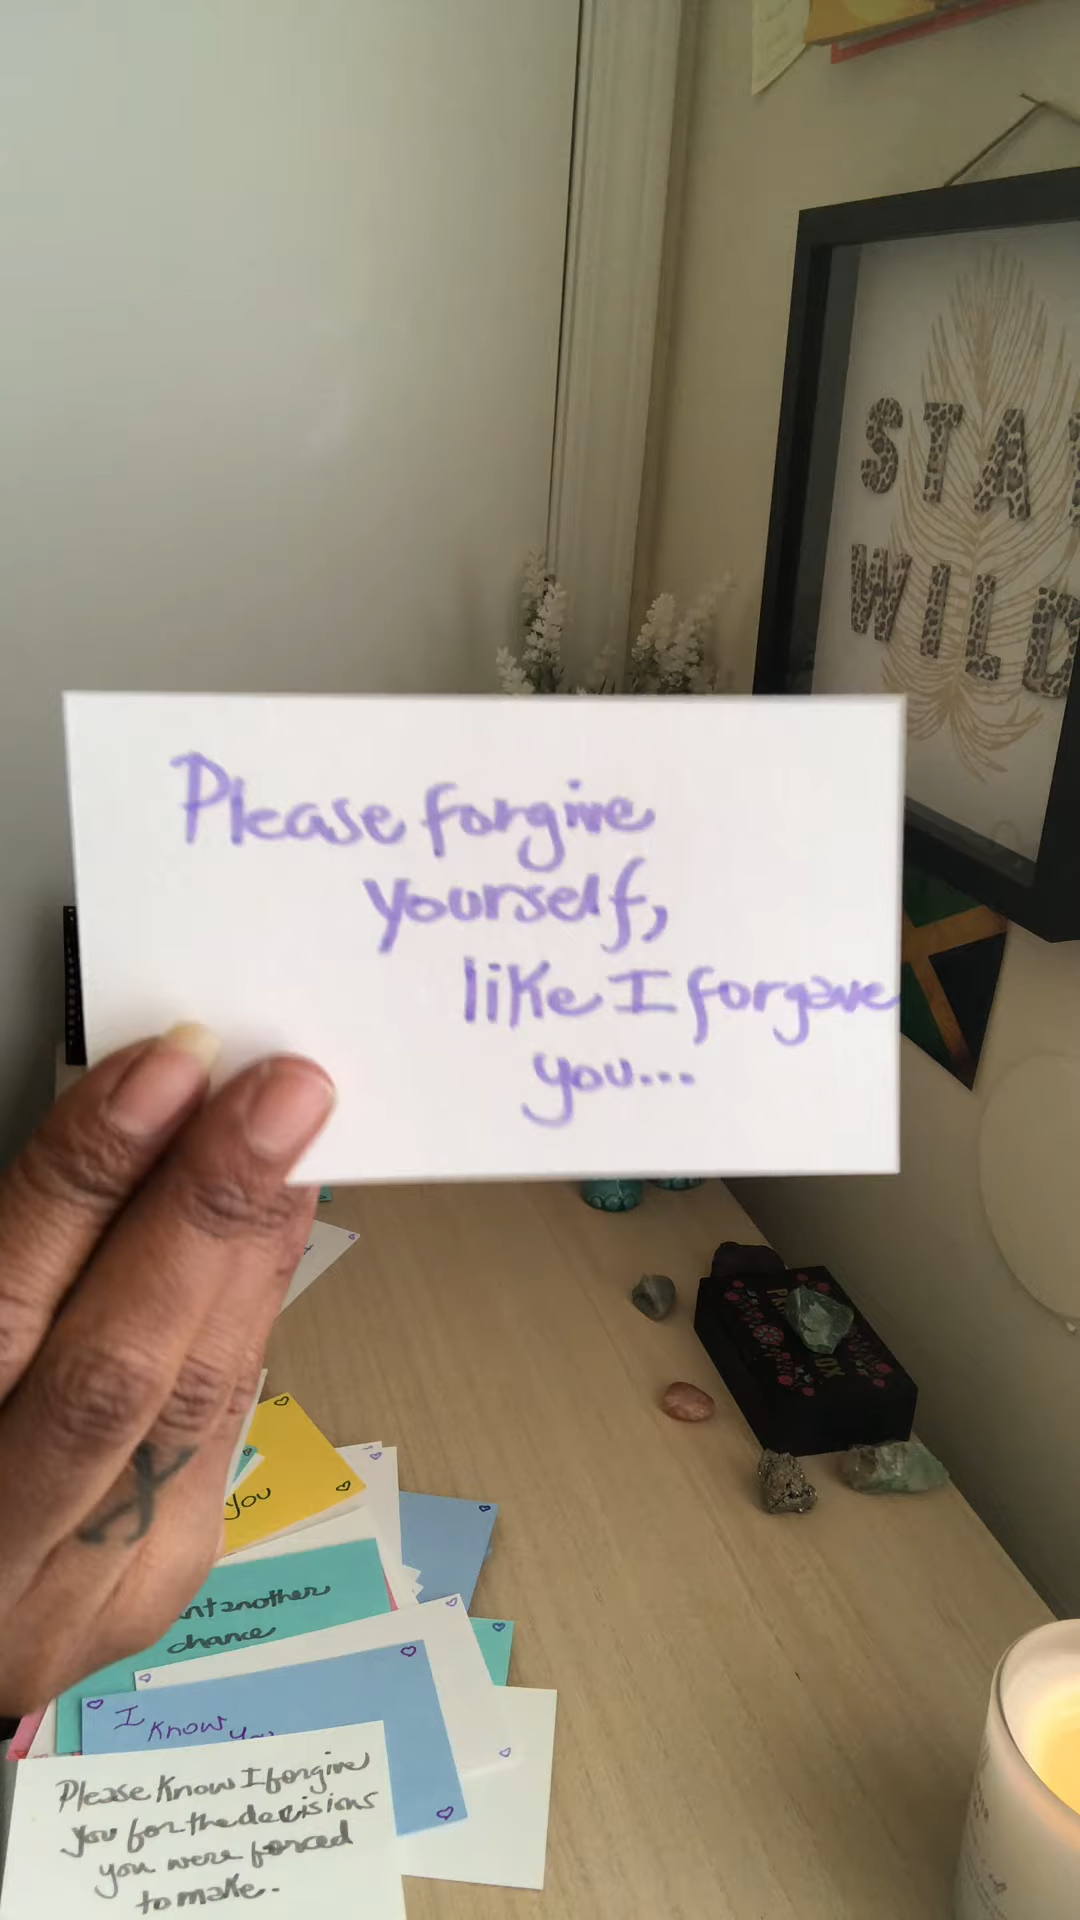 STAY
WILD
Please forgive
yourself,
like I forgave
you...
you
another
chance
I Know
Please Know I forgive
you for the decisions
you were forced
to make.